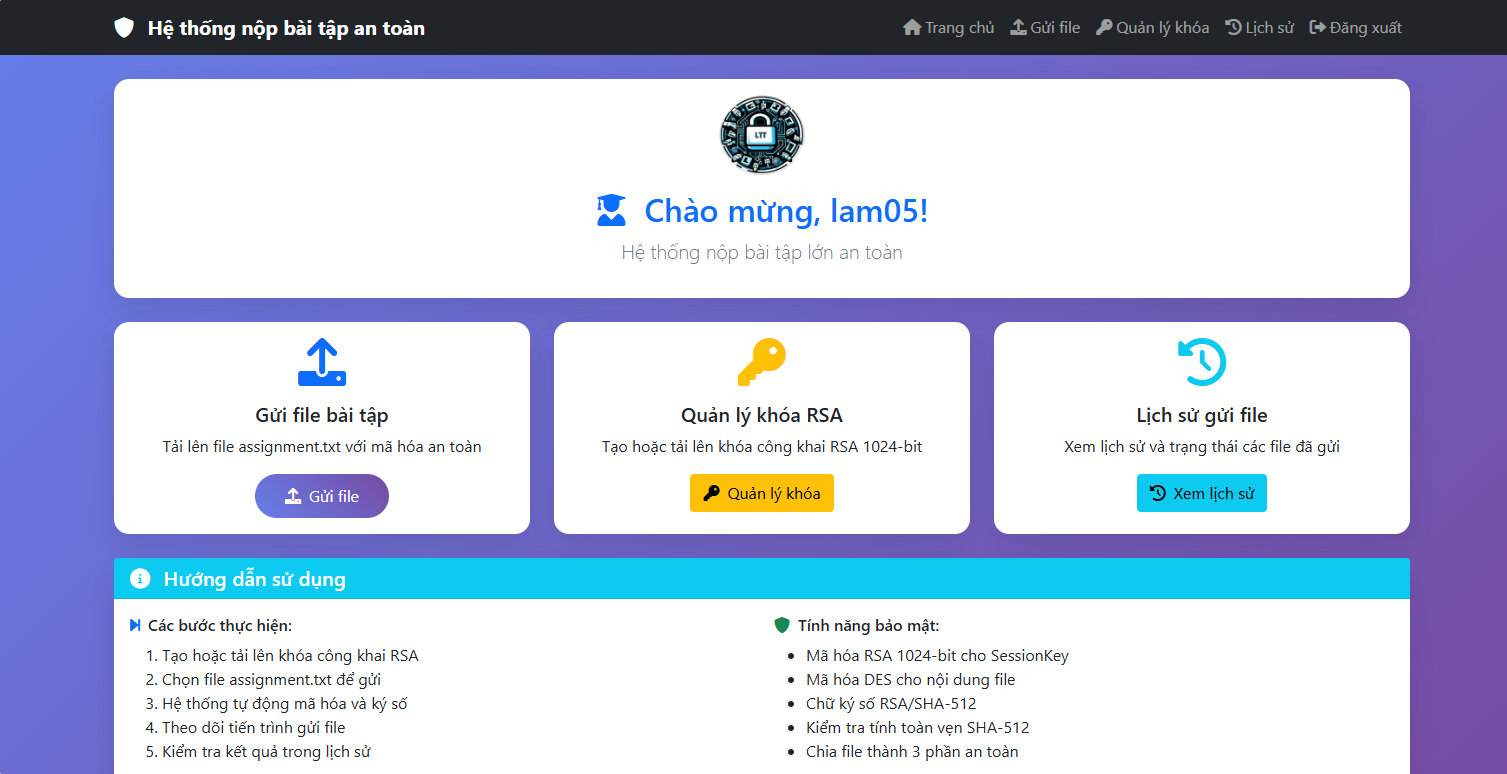 Hệ thống nộp bài tập an toàn
Trang chủ Gửi file Quản lý khóa Lịch sử Đăng xuất
LTT
Chào mừng, lam05!
Hệ thống nộp bài tập lớn an toàn
Gửi file bài tập
Tải lên file assignment.txt với mã hóa an toàn
Gửi file
Quản lý khóa RSA
Tạo hoặc tải lên khóa công khai RSA 1024-bit
Quản lý khóa
Lịch sử gửi file
Xem lịch sử và trạng thái các file đã gửi
Xem lịch sử
Hướng dẫn sử dụng
Các bước thực hiện:
1. Tạo hoặc tải lên khóa công khai RSA
2. Chọn file assignment.txt để gửi
3. Hệ thống tự động mã hóa và ký số
4. Theo dõi tiến trình gửi file
5. Kiểm tra kết quả trong lịch sử
Tính năng bảo mật:
• Mã hóa RSA 1024-bit cho SessionKey
• Mã hóa DES cho nội dung file
• Chữ ký số RSA/SHA-512
• Kiểm tra tính toàn vẹn SHA-512
• Chia file thành 3 phần an toàn